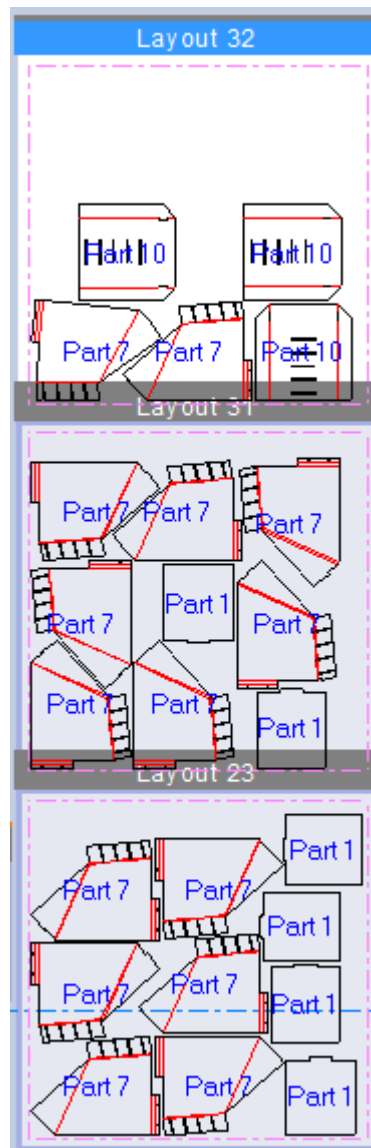 Layout 32
Part 10 Part 10
Part 7 Part 7 Part 10
Layout 31
Part 7 Part 7 Part 7
Part 7 Part 1 Part 7
Part 7 Part 7 Part 1
Layout 23
Part 1
Part 7 Part 7
Part 1
Part 7 Part 7 Part 1
Part 7 Part 7 Part 1